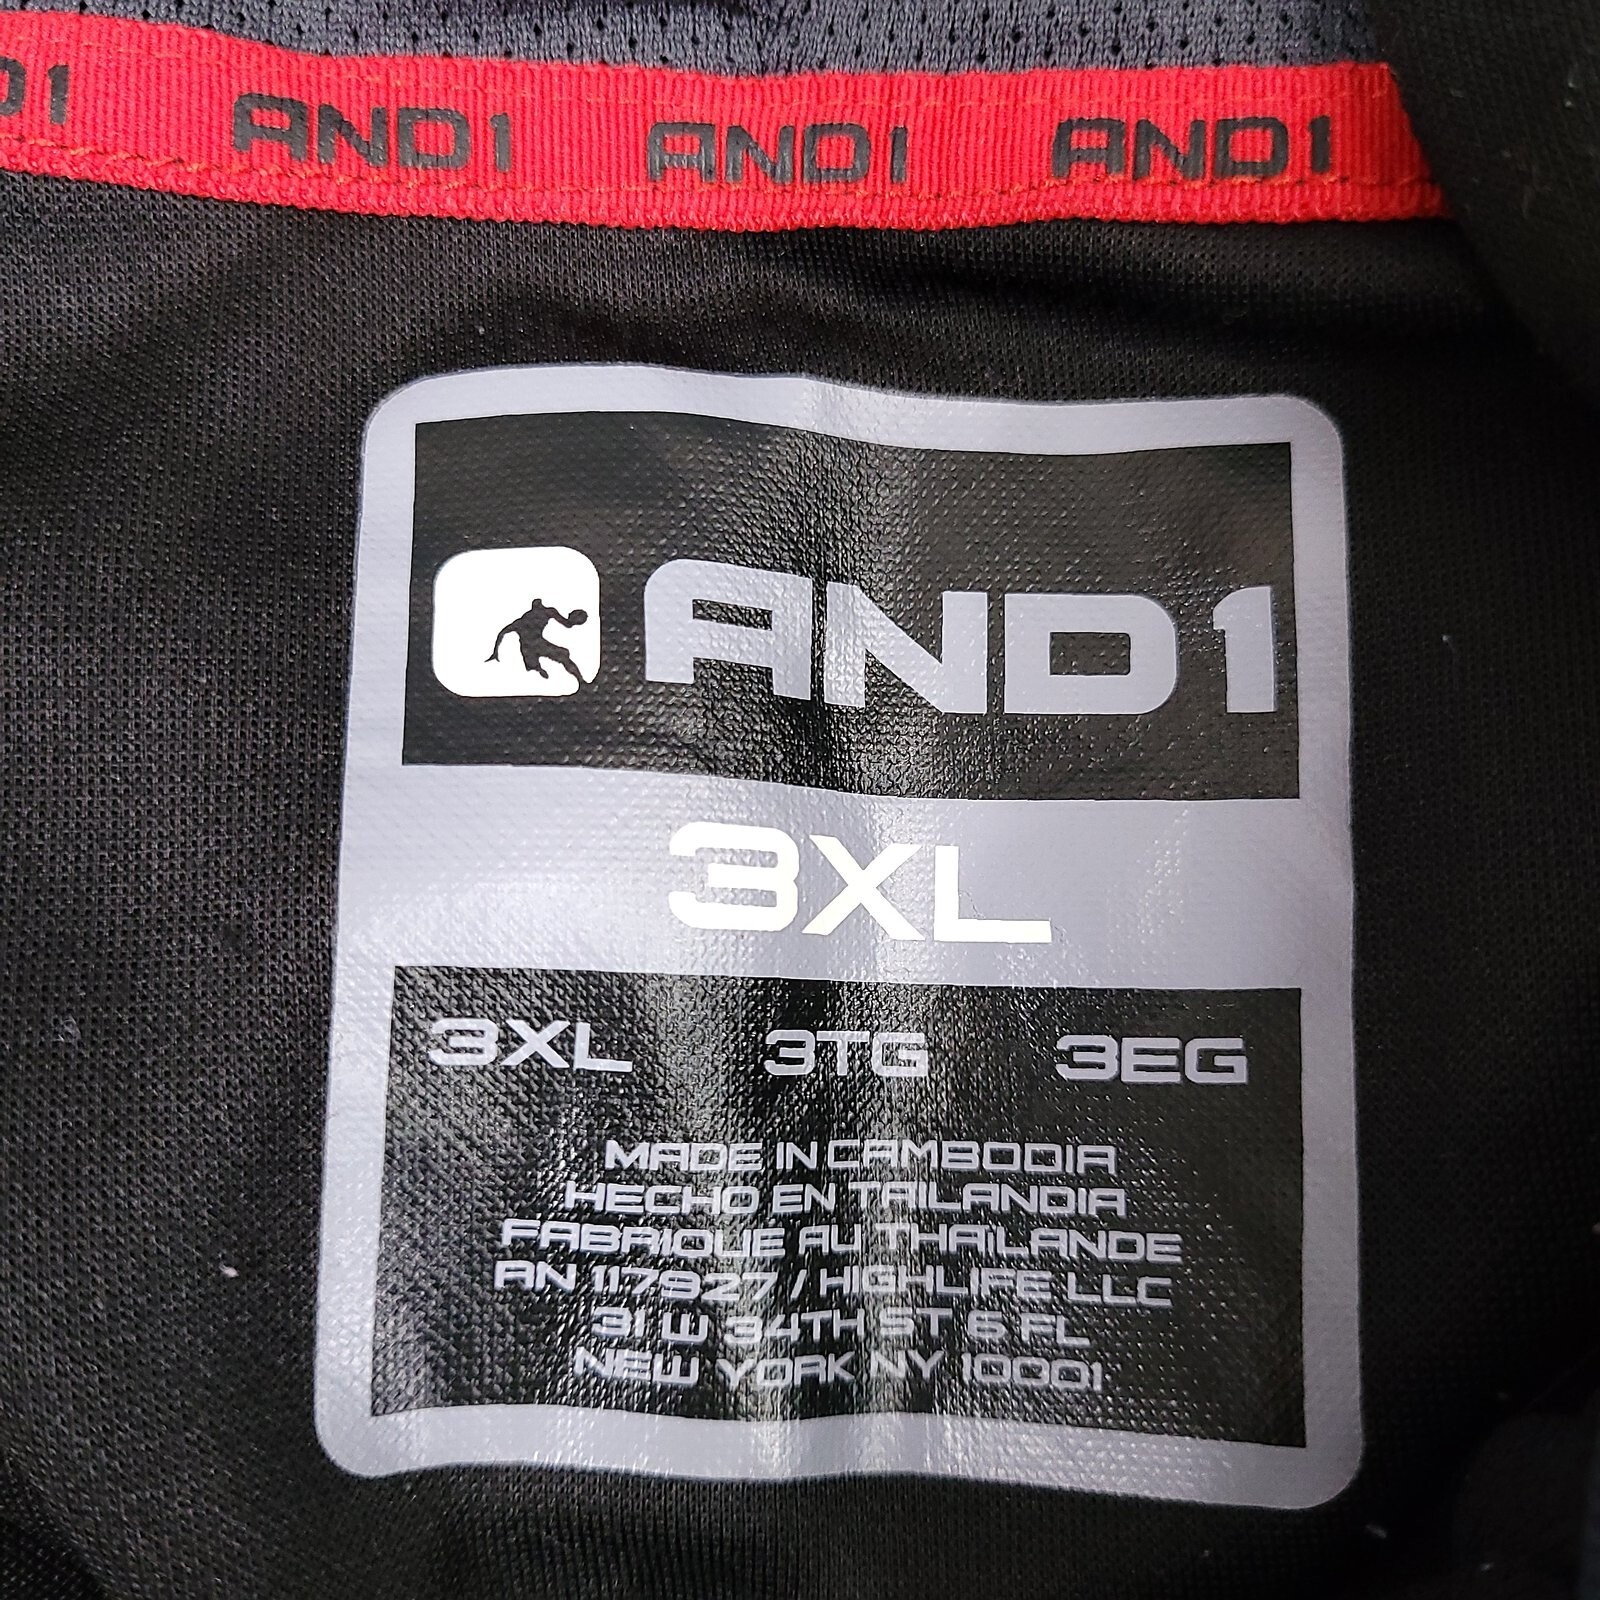 AND1 AND1 AND1
AND1
3XL
3XL 3TG 3EG
MADE IN CAMBODIA
HECHO EN TAILANDIA
FABRIQUE AU THAILANDE
RN 117927 / HIGHLIFE LLC
31 W 34TH ST 6 FL
NEW YORK NY 10001